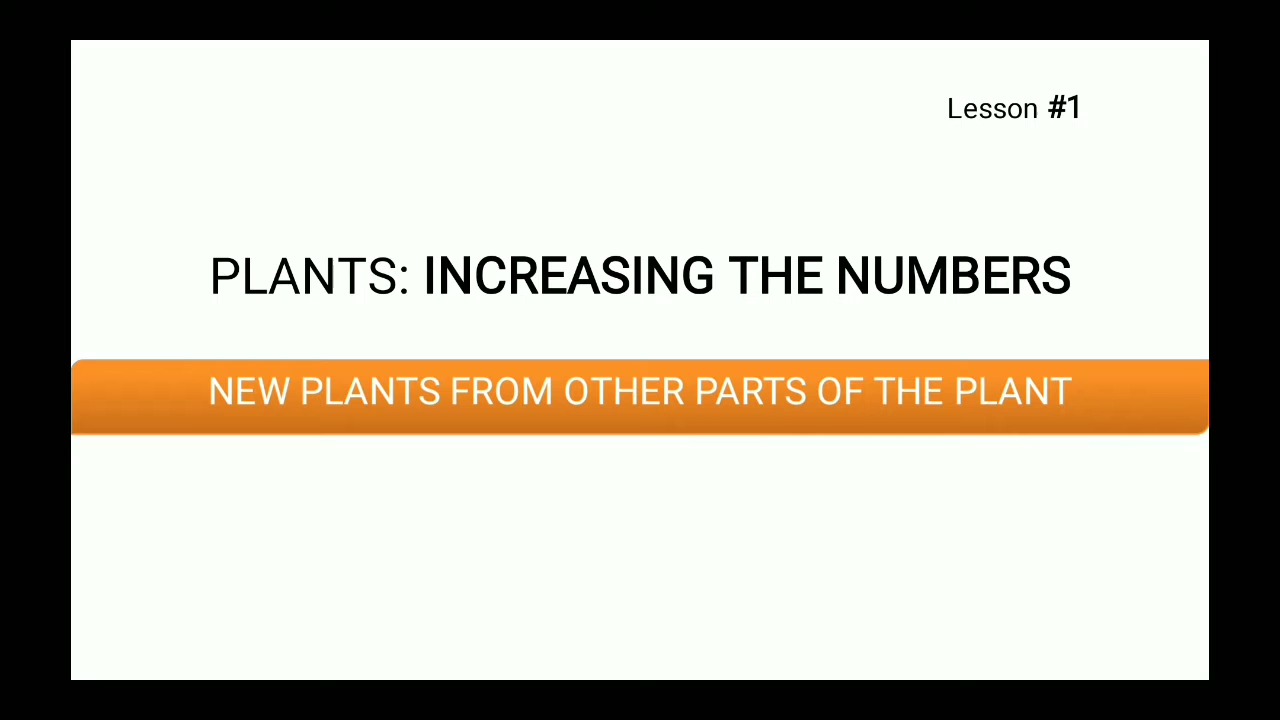 Lesson #1
PLANTS: INCREASING THE NUMBERS
NEW PLANTS FROM OTHER PARTS OF THE PLANT